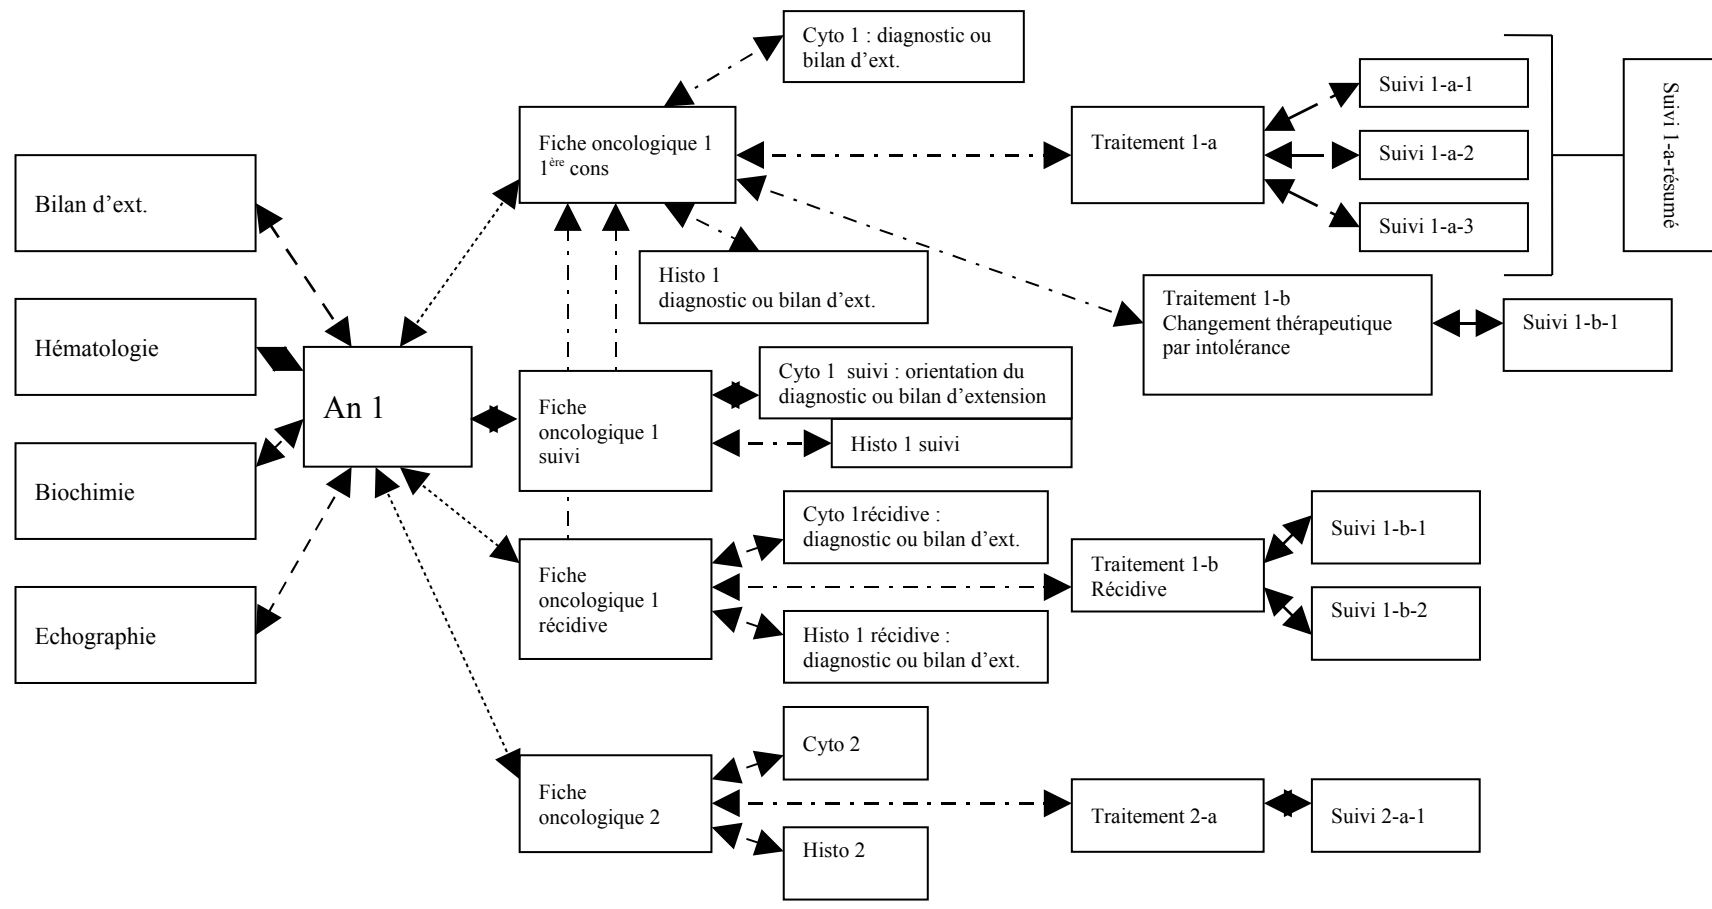 Cyto 1 : diagnostic ou
bilan d’ext.
Fiche oncologique 1
1ère cons
Traitement 1-a
Suivi 1-a-1
Suivi 1-a-2
Suivi 1-a-3
Suivi 1-a-résumé
Bilan d’ext.
Histo 1
diagnostic ou bilan d’ext.
Traitement 1-b
Changement thérapeutique
par intolérance
Suivi 1-b-1
Hématologie
An 1
Fiche
oncologique 1
suivi
Cyto 1 suivi : orientation du
diagnostic ou bilan d’extension
Histo 1 suivi
Biochimie
Fiche
oncologique 1
récidive
Cyto 1récidive :
diagnostic ou bilan d’ext.
Traitement 1-b
Récidive
Suivi 1-b-1
Suivi 1-b-2
Echographie
Histo 1 récidive :
diagnostic ou bilan d’ext.
Fiche
oncologique 2
Cyto 2
Traitement 2-a
Suivi 2-a-1
Histo 2